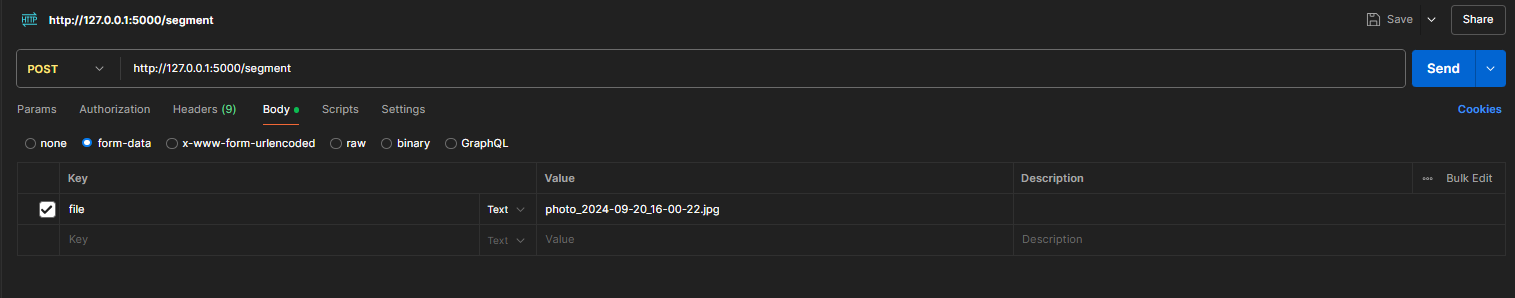 HTTP http://127.0.0.1:5000/segment Save Share
POST http://127.0.0.1:5000/segment Send
Params Authorization Headers (9) Body Scripts Settings Cookies
none form-data x-www-form-urlencoded raw binary GraphQL
Key Value Description Bulk Edit
file Text photo_2024-09-20_16-00-22.jpg
Key Text Value Description